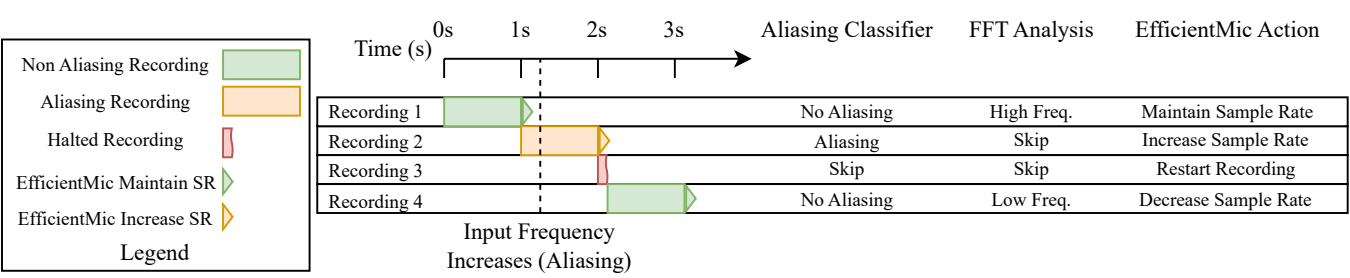 Non Aliasing Recording
Aliasing Recording
Halted Recording
EfficientMic Maintain SR
EfficientMic Increase SR
Legend
Time (s)
0s 1s 2s 3s
Aliasing Classifier FFT Analysis EfficientMic Action
Recording 1 No Aliasing High Freq. Maintain Sample Rate
Recording 2 Aliasing Skip Increase Sample Rate
Recording 3 Skip Skip Restart Recording
Recording 4 No Aliasing Low Freq. Decrease Sample Rate
Input Frequency
Increases (Aliasing)